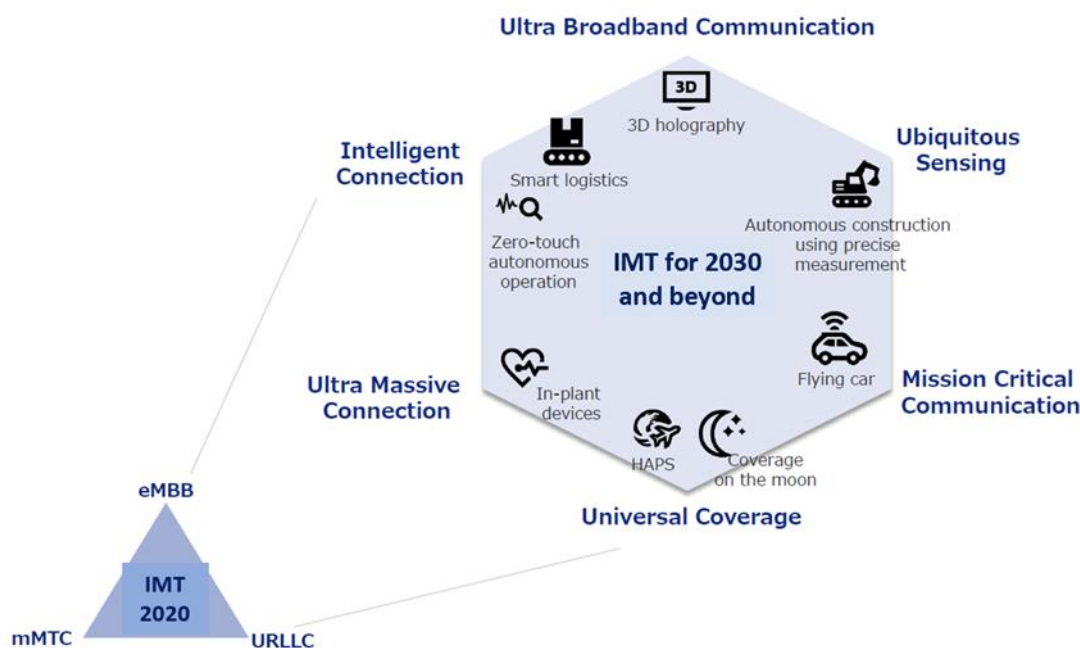 Ultra Broadband Communication
3D
3D holography
Intelligent
Connection
Smart logistics
Ubiquitous
Sensing
Zero-touch
autonomous
operation
Autonomous construction
using precise
measurement
IMT for 2030
and beyond
Ultra Massive
Connection
In-plant
devices
Flying car
Mission Critical
Communication
HAPS
Coverage
on the moon
Universal Coverage
eMBB
IMT
2020
mMTC
URLLC